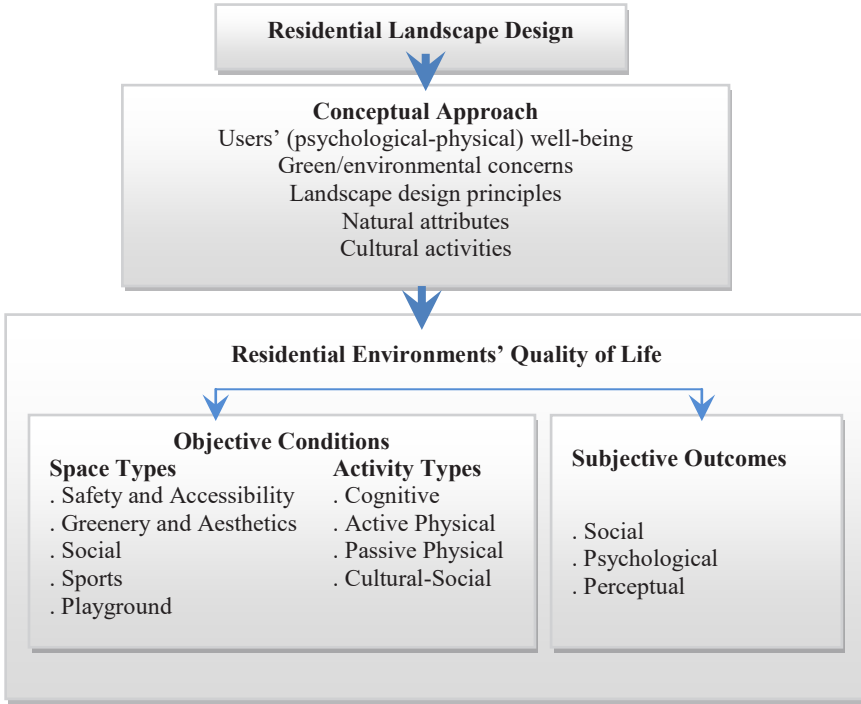 Residential Landscape Design
Conceptual Approach
Users’ (psychological-physical) well-being
Green/environmental concerns
Landscape design principles
Natural attributes
Cultural activities
Residential Environments’ Quality of Life
Objective Conditions
Space Types
. Safety and Accessibility
. Greenery and Aesthetics
. Social
. Sports
. Playground
Activity Types
. Cognitive
. Active Physical
. Passive Physical
. Cultural-Social
Subjective Outcomes
. Social
. Psychological
. Perceptual